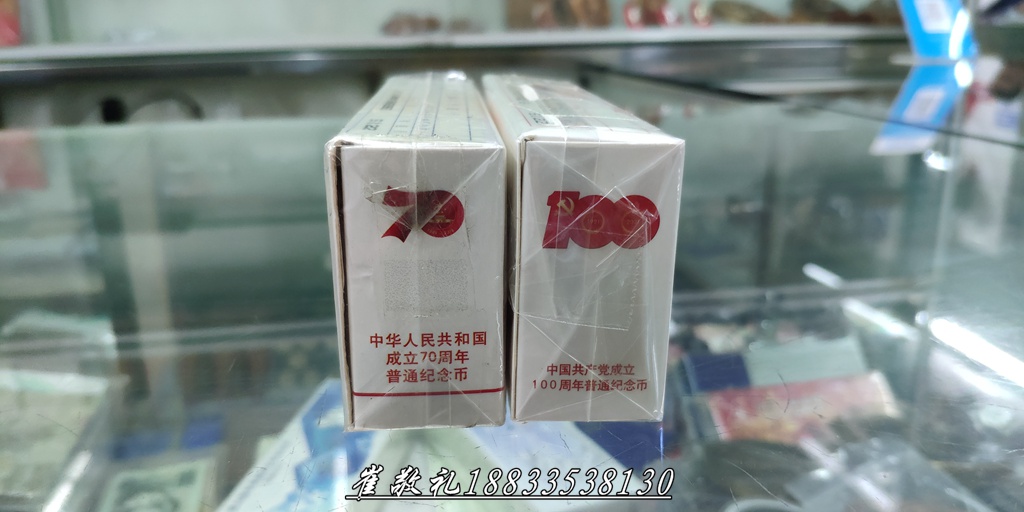 70
中华人民共和国
成立70周年
普通纪念币
100
中国共产党成立
100周年普通纪念币
崔敬礼18833538130